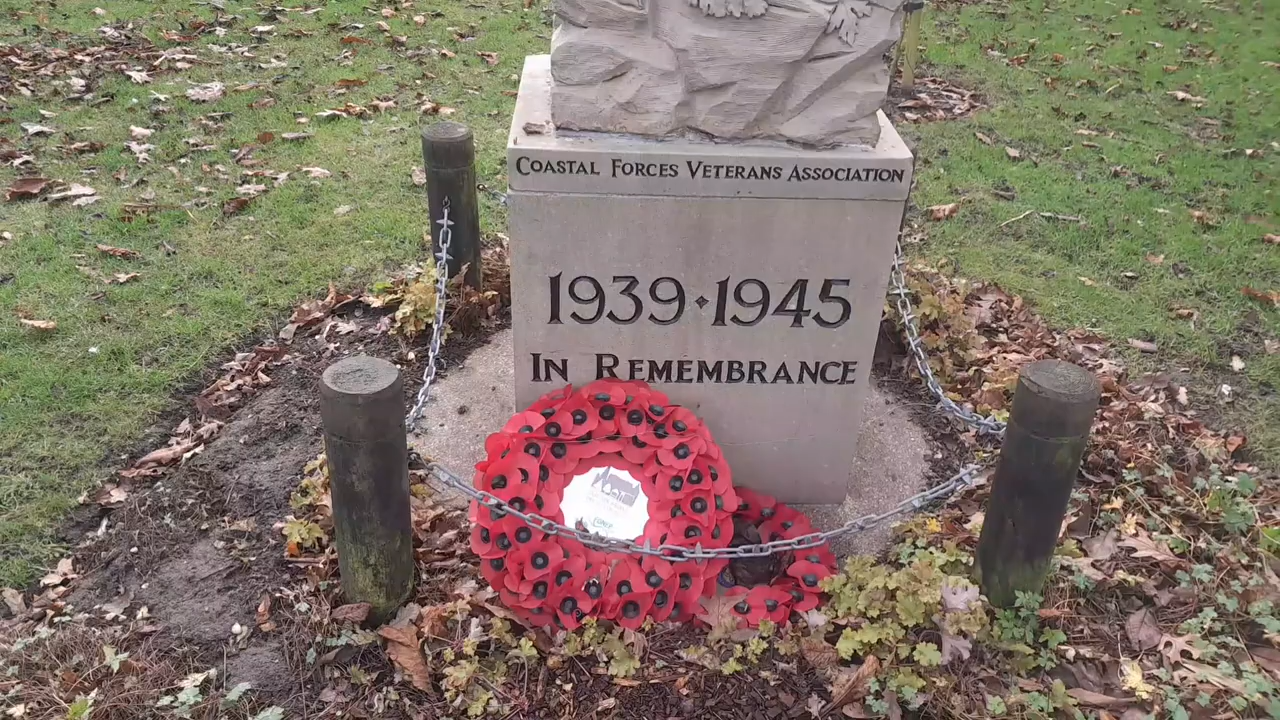 COASTAL FORCES VETERANS ASSOCIATION
1939·1945
IN REMEMBRANCE